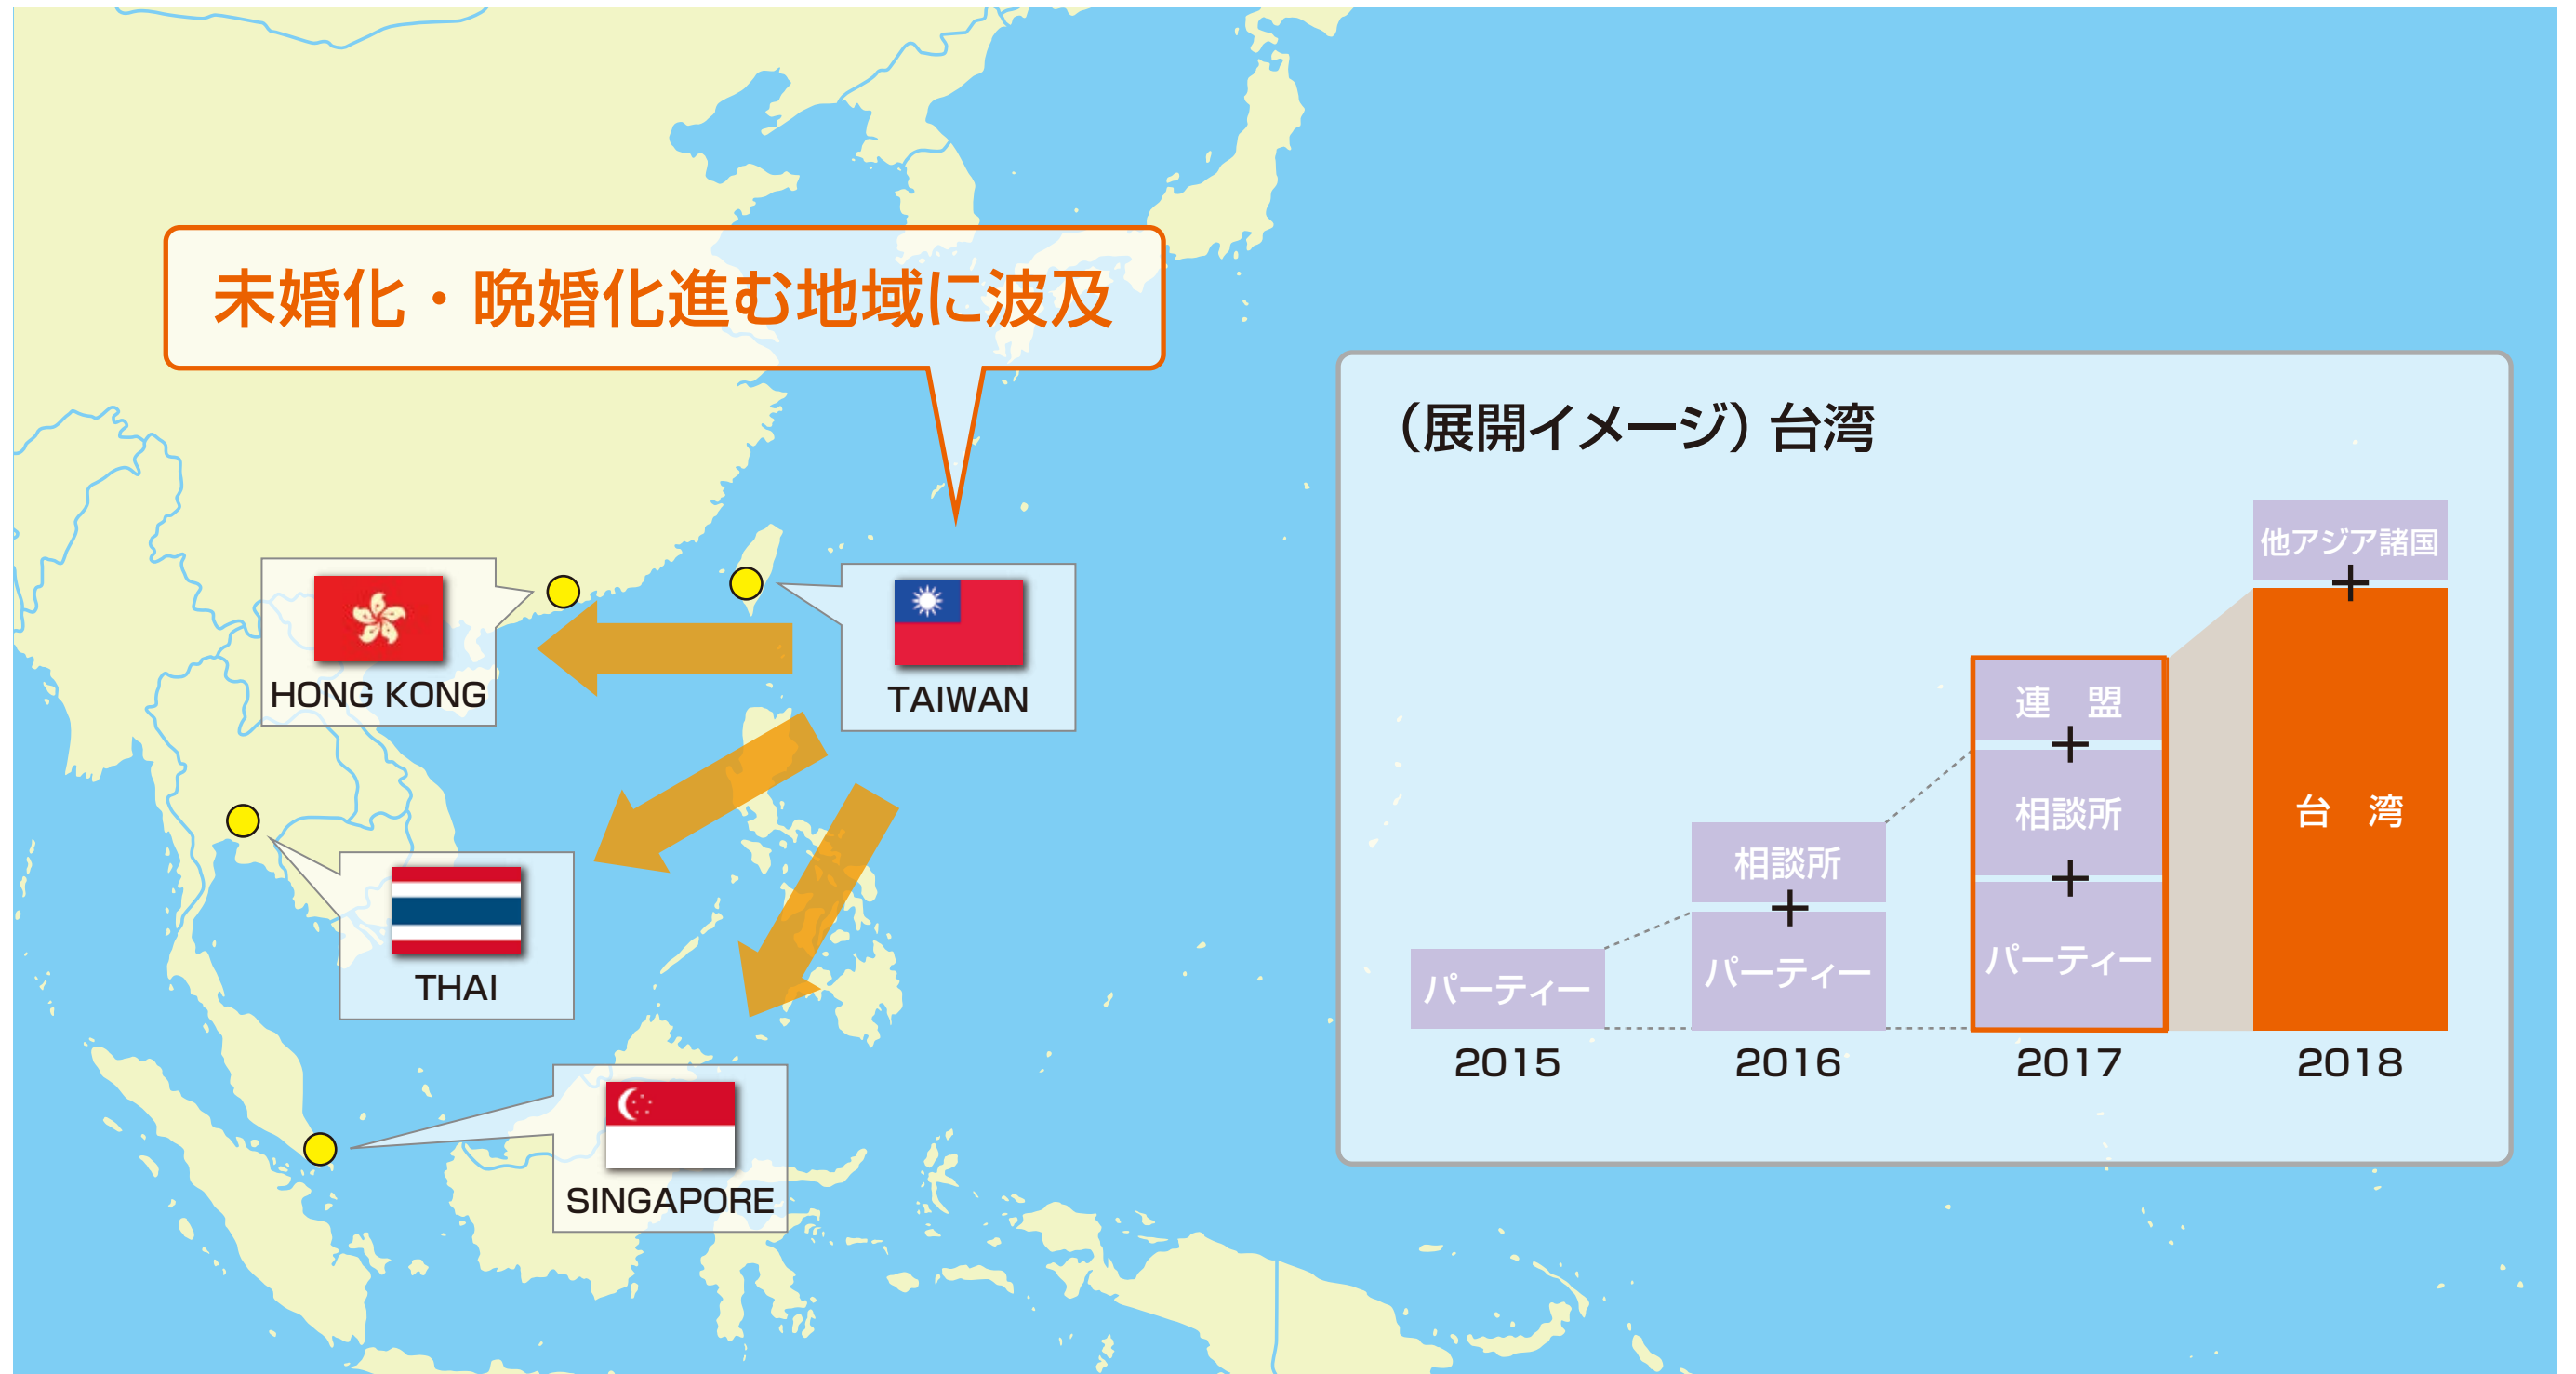 未婚化・晩婚化進む地域に波及
HONG KONG
TAIWAN
THAI
SINGAPORE
（展開イメージ）台湾
パーティー
2015
相談所
+
パーティー
2016
連　盟
+
相談所
+
パーティー
2017
他アジア諸国
+
台　湾
2018